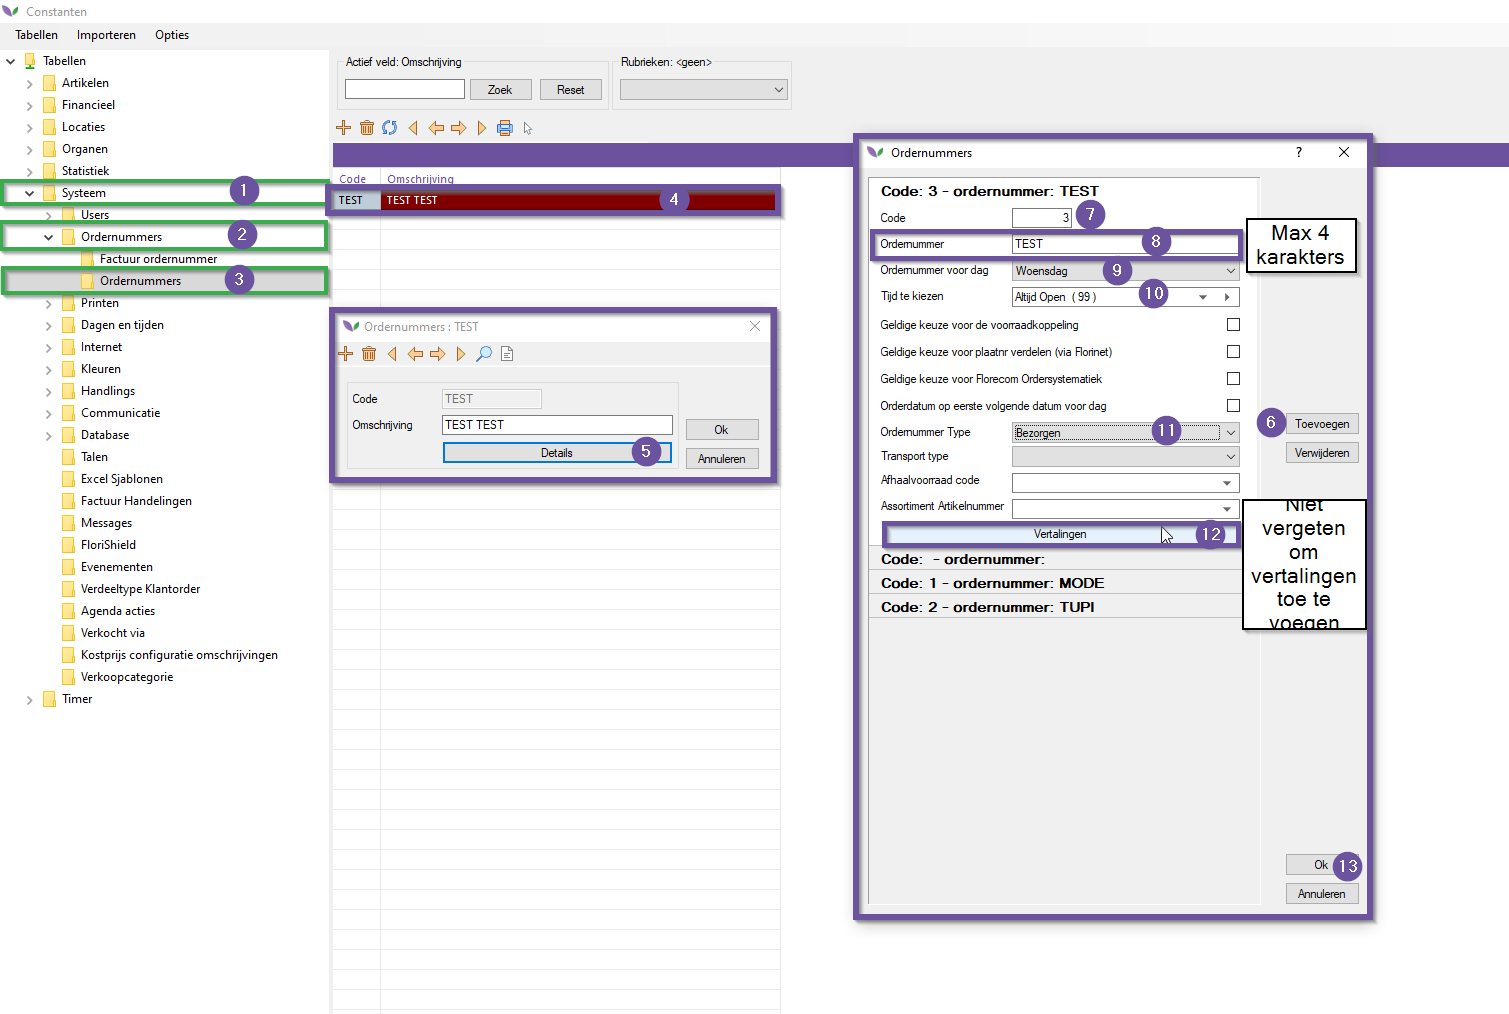 Constanten
Tabellen Importeren Opties
Tabellen
Artikelen
Financieel
Locaties
Organen
Statistiek
Systeem 1
Users
Ordernummers 2
Factuur ordernummer
Ordernummers 3
Printen
Dagen en tijden
Internet
Kleuren
Handlings
Communicatie
Database
Talen
Excel Sjablonen
Factuur Handelingen
Messages
FloriShield
Evenementen
Verdeeltype Klantorder
Agenda acties
Verkocht via
Kostprijs configuratie omschrijvingen
Verkoopcategorie
Timer
Actief veld: Omschrijving
Zoek Reset
Rubrieken: <geen>
Code Omschrijving
TEST TEST TEST 4
Ordernummers : TEST
Code TEST
Omschrijving TEST TEST
Ok
Details 5
Annuleren
Ordernummers ?
Code: 3 - ordernummer: TEST
Code 3 7
Ordernummer TEST 8
Max 4
karakters
Ordernummer voor dag Woensdag 9
Tijd te kiezen Altijd Open ( 99 ) 10
Geldige keuze voor de voorraadkoppeling
Geldige keuze voor plaatnr verdelen (via Florinet)
Geldige keuze voor Florecom Ordersystematiek
Orderdatum op eerste volgende datum voor dag
6 Toevoegen
Ordernummer Type Bezorgen 11
Verwijderen
Transport type
Afhaalvoorraad code
Assortiment Artikelnummer
Vertalingen 12
Niet
vergeten
om
vertalingen
toe te
voegen
Code: - ordernummer:
Code: 1 - ordernummer: MODE
Code: 2 - ordernummer: TUPI
Ok 13
Annuleren